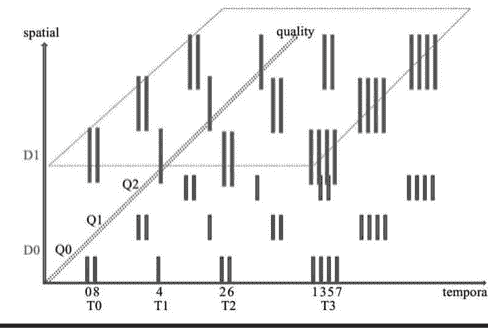 spatial
quality
D1
Q2
Q1
D0
Q0
08 4 26 1357 tempora
T0 T1 T2 T3